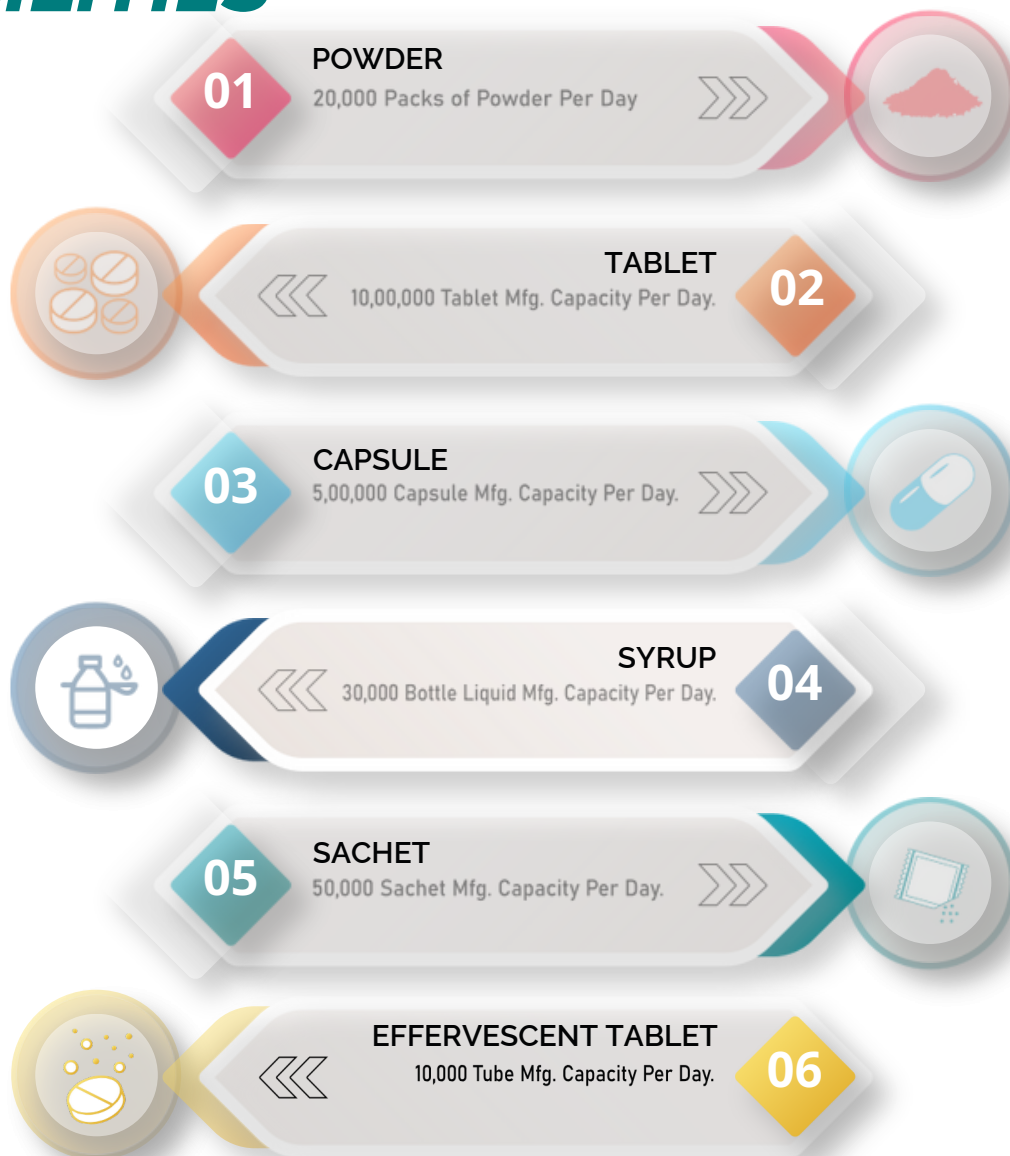 01
POWDER
20,000 Packs of Powder Per Day
TABLET
10,00,000 Tablet Mfg. Capacity Per Day.
02
03
CAPSULE
5,00,000 Capsule Mfg. Capacity Per Day.
SYRUP
30,000 Bottle Liquid Mfg. Capacity Per Day.
04
05
SACHET
50,000 Sachet Mfg. Capacity Per Day.
EFFERVESCENT TABLET
10,000 Tube Mfg. Capacity Per Day.
06